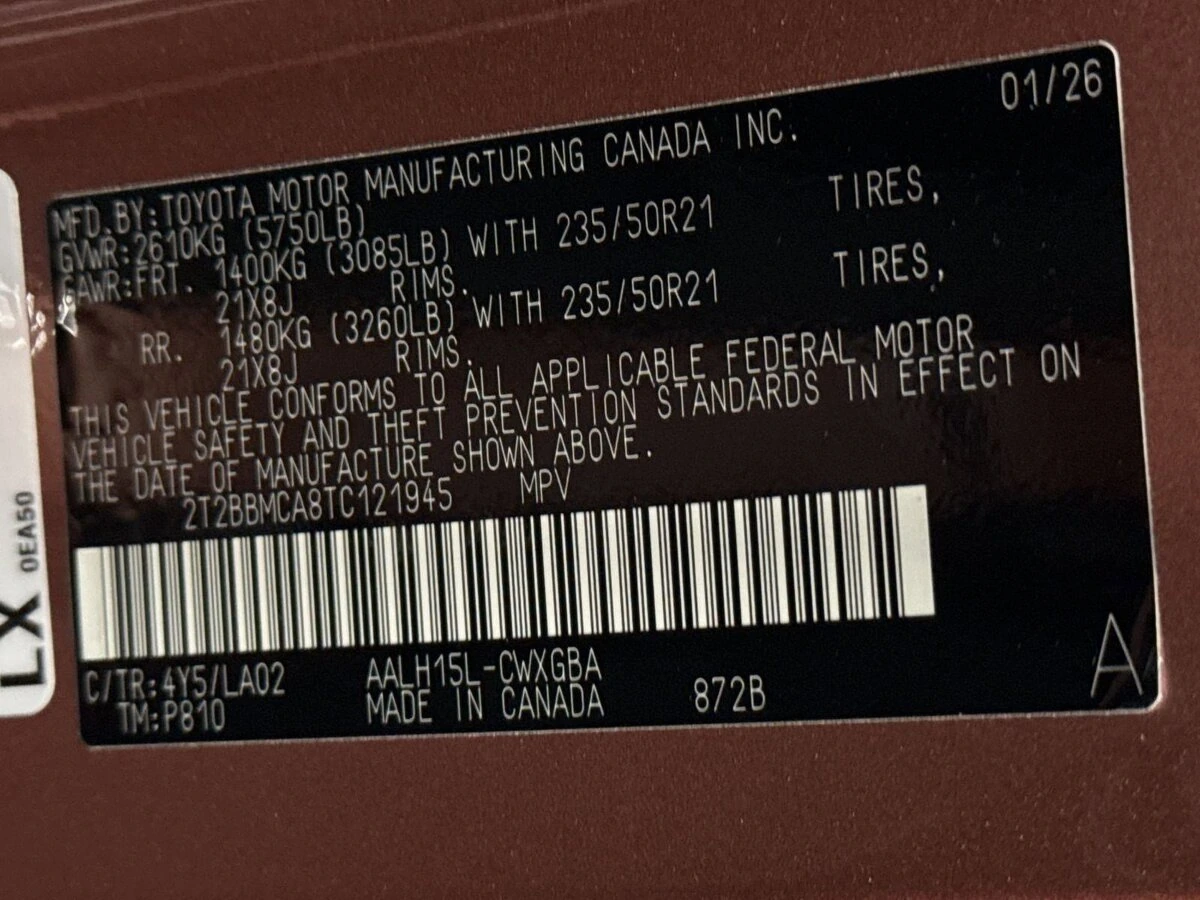 01/26
MFD.BY:TOYOTA MOTOR MANUFACTURING CANADA INC.
GVWR:2610KG (5750LB)
GAWR:FRT. 1400KG (3085LB) WITH 235/50R21 TIRES,
21X8J RIMS.
RR. 1480KG (3260LB) WITH 235/50R21 TIRES,
21X8J RIMS.
THIS VEHICLE CONFORMS TO ALL APPLICABLE FEDERAL MOTOR
VEHICLE SAFETY AND THEFT PREVENTION STANDARDS IN EFFECT ON
THE DATE OF MANUFACTURE SHOWN ABOVE.
2T2BBMCA8TC121945 MPV
C/TR:4Y5/LA02 AALH15L-CWXGBA
TM:P810 MADE IN CANADA 872B
A
LX 0EA50